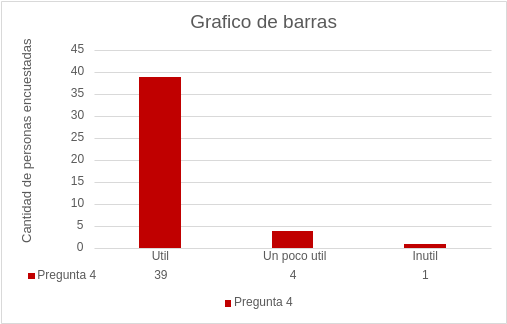 Grafico de barras
Cantidad de personas encuestadas
45
40
35
30
25
20
15
10
5
0
Util Un poco util Inutil
Pregunta 4 39 4 1
Pregunta 4